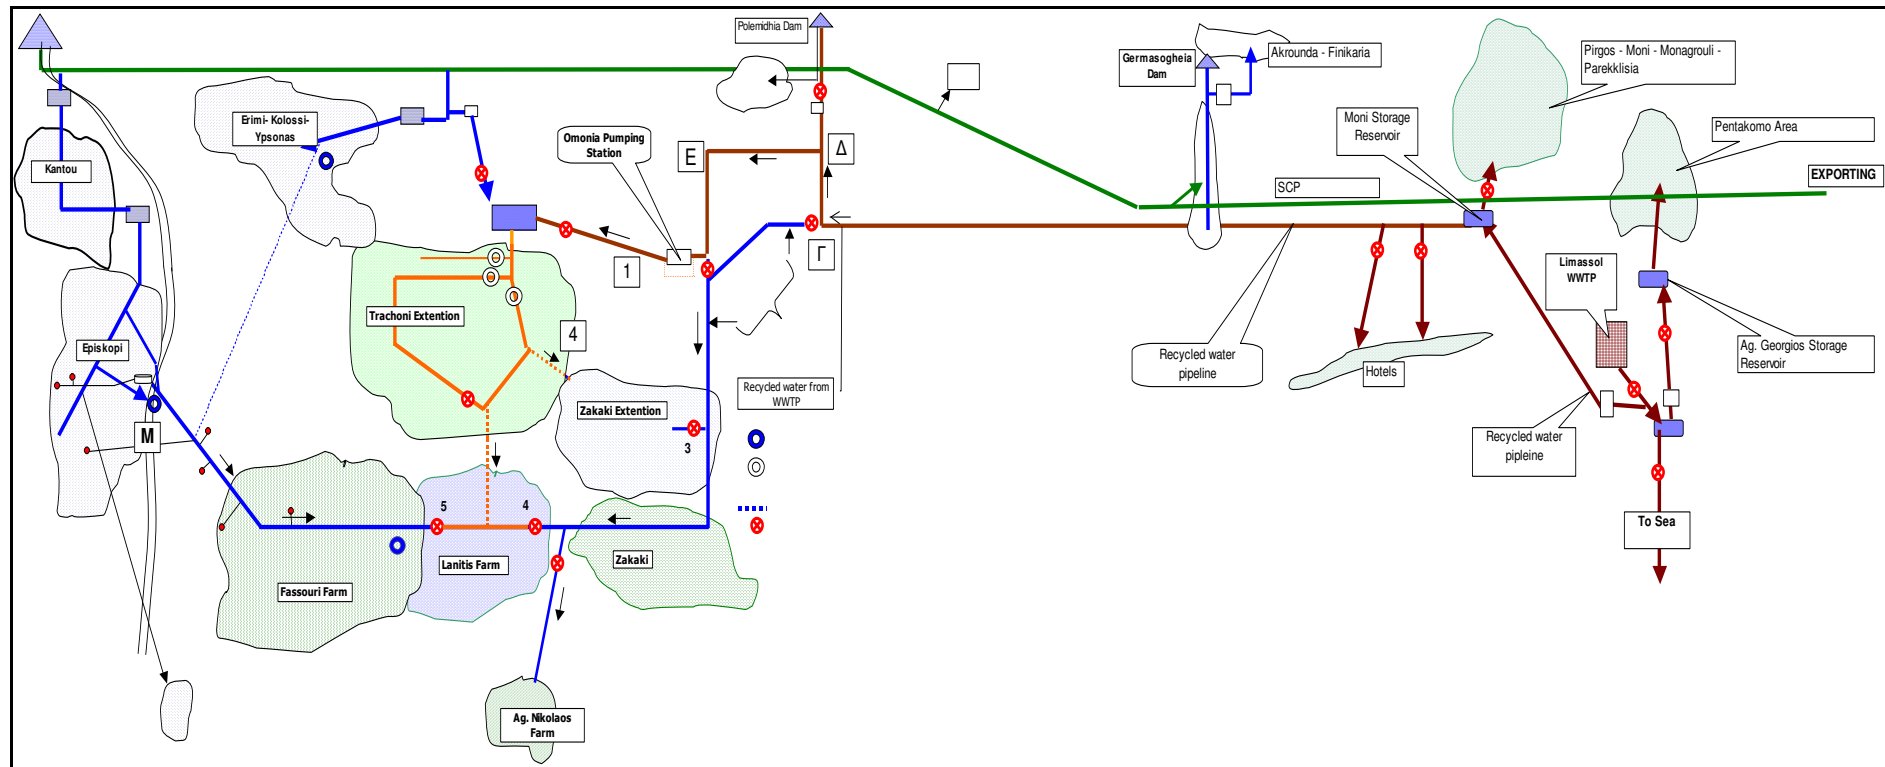 Polemidhia Dam
Germasogheia
Dam
Akrounda - Finikaria
Pirgos - Moni - Monagrouli -
Parekklisia
Erimi- Kolossi-
Ypsonas
Omonia Pumping
Station
Moni Storage
Reservoir
Pentakomo Area
Kantou
E
Δ
SCP
EXPORTING
Γ
1
Limassol
WWTP
Trachoni Extention
4
Episkopi
Recycled water
pipeline
Hotels
Ag. Georgios Storage
Reservoir
Recycled water from
WWTP
Zakaki Extention
M
3
Recycled water
pipleine
1
5
4
To Sea
Lanitis Farm
Zakaki
Fassouri Farm
Ag. Nikolaos
Farm